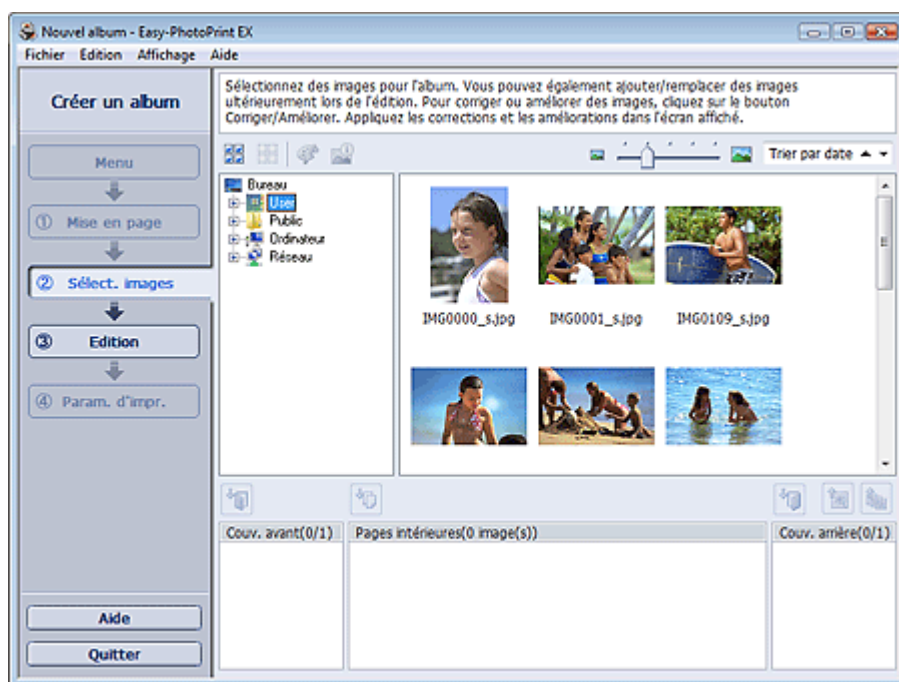 Nouvel album - Easy-PhotoPrint EX
Fichier Edition Affichage Aide
Créer un album
Sélectionnez des images pour l'album. Vous pouvez également ajouter/remplacer des images
ultérieurement lors de l'édition. Pour corriger ou améliorer des images, cliquez sur le bouton
Corriger/Améliorer. Appliquez les corrections et les améliorations dans l'écran affiché.
Menu
① Mise en page
② Sélect. images
③ Edition
④ Param. d'impr.
Aide
Quitter
Trier par date
Bureau
User
Public
Ordinateur
Réseau
IMG0000_s.jpg IMG0001_s.jpg IMG0109_s.jpg
Couv. avant(0/1) Pages intérieures(0 image(s)) Couv. arrière(0/1)